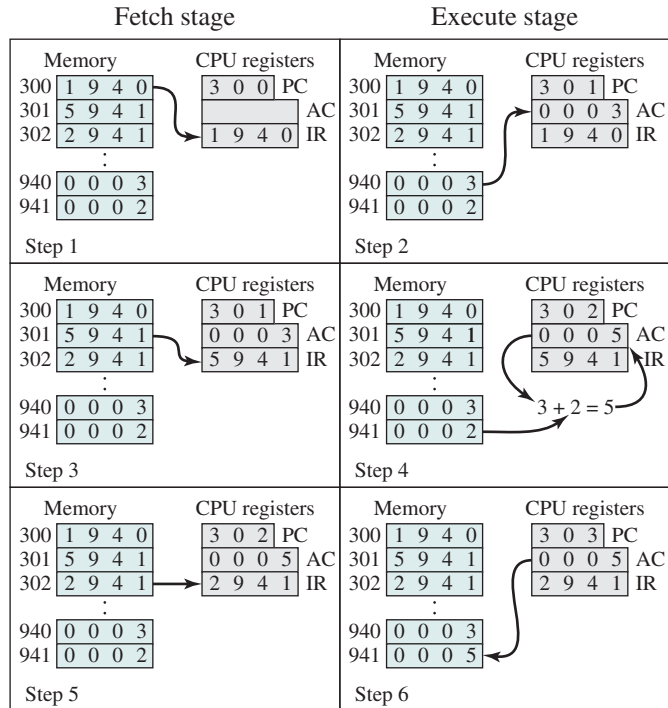 Fetch stage
Execute stage
Memory
CPU registers
300 1 9 4 0
3 0 0 PC
301 5 9 4 1
AC
302 2 9 4 1
1 9 4 0 IR
940 0 0 0 3
941 0 0 0 2
Step 1
Memory
CPU registers
300 1 9 4 0
3 0 1 PC
301 5 9 4 1
0 0 0 3 AC
302 2 9 4 1
1 9 4 0 IR
940 0 0 0 3
941 0 0 0 2
Step 2
Memory
CPU registers
300 1 9 4 0
3 0 1 PC
301 5 9 4 1
0 0 0 3 AC
302 2 9 4 1
5 9 4 1 IR
940 0 0 0 3
941 0 0 0 2
Step 3
Memory
CPU registers
300 1 9 4 0
3 0 2 PC
301 5 9 4 1
0 0 0 5 AC
302 2 9 4 1
5 9 4 1 IR
940 0 0 0 3
3 + 2 = 5
941 0 0 0 2
Step 4
Memory
CPU registers
300 1 9 4 0
3 0 2 PC
301 5 9 4 1
0 0 0 5 AC
302 2 9 4 1
2 9 4 1 IR
940 0 0 0 3
941 0 0 0 2
Step 5
Memory
CPU registers
300 1 9 4 0
3 0 3 PC
301 5 9 4 1
0 0 0 5 AC
302 2 9 4 1
2 9 4 1 IR
940 0 0 0 3
941 0 0 0 5
Step 6